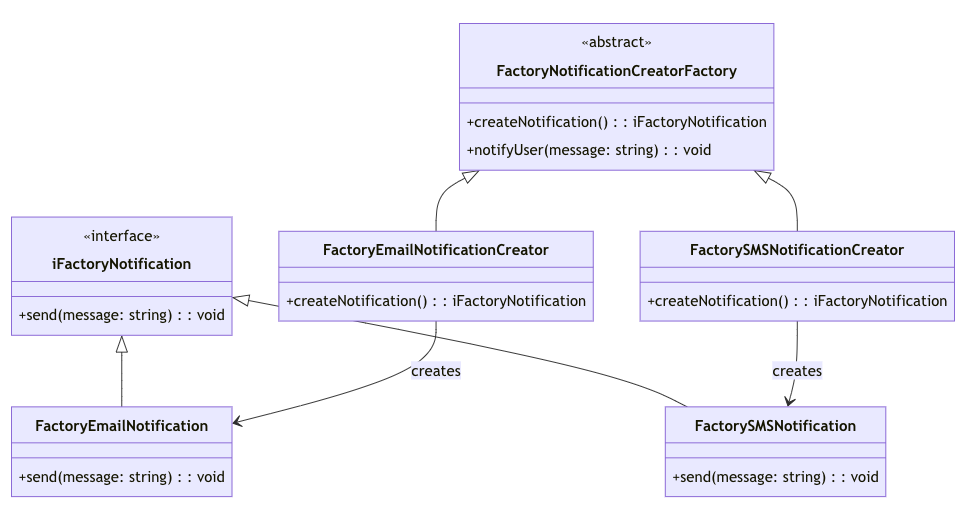 «abstract»
FactoryNotificationCreatorFactory
+createNotification() : : iFactoryNotification
+notifyUser(message: string) : : void
«interface»
iFactoryNotification
+send(message: string) : : void
FactoryEmailNotificationCreator
+createNotification() : : iFactoryNotification
FactorySMSNotificationCreator
+createNotification() : : iFactoryNotification
creates
creates
FactoryEmailNotification
+send(message: string) : : void
FactorySMSNotification
+send(message: string) : : void